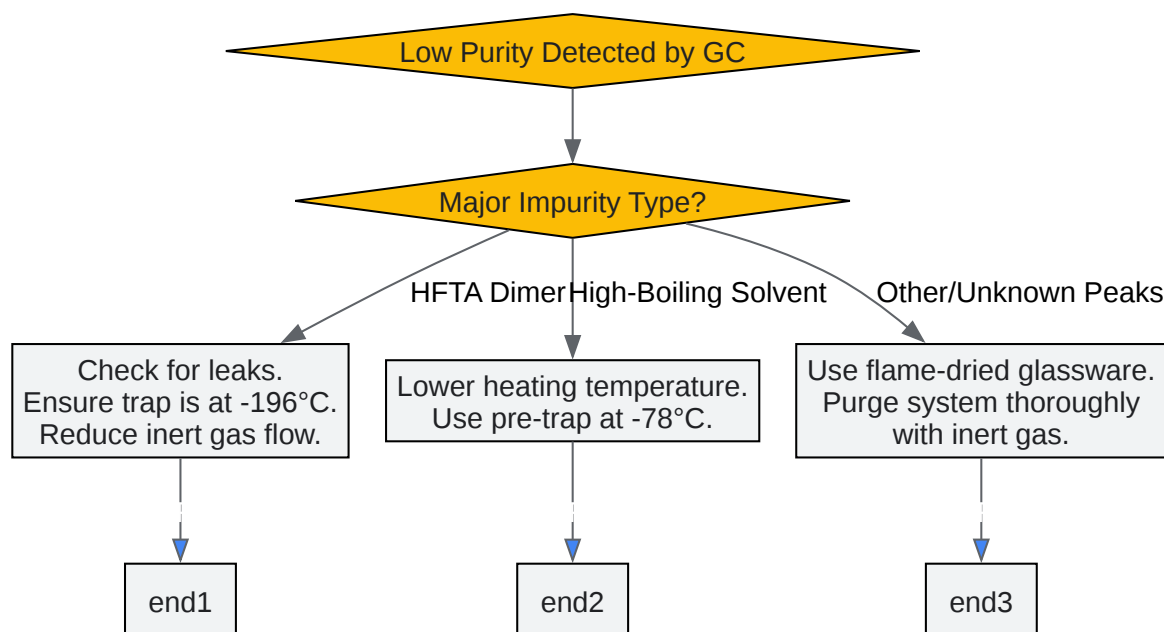 Low Purity Detected by GC
Major Impurity Type?
HFTA Dimer
High-Boiling Solvent
Other/Unknown Peaks
Check for leaks.
Ensure trap is at -196°C.
Reduce inert gas flow.
Lower heating temperature.
Use pre-trap at -78°C.
Use flame-dried glassware.
Purge system thoroughly
with inert gas.
end1
end2
end3